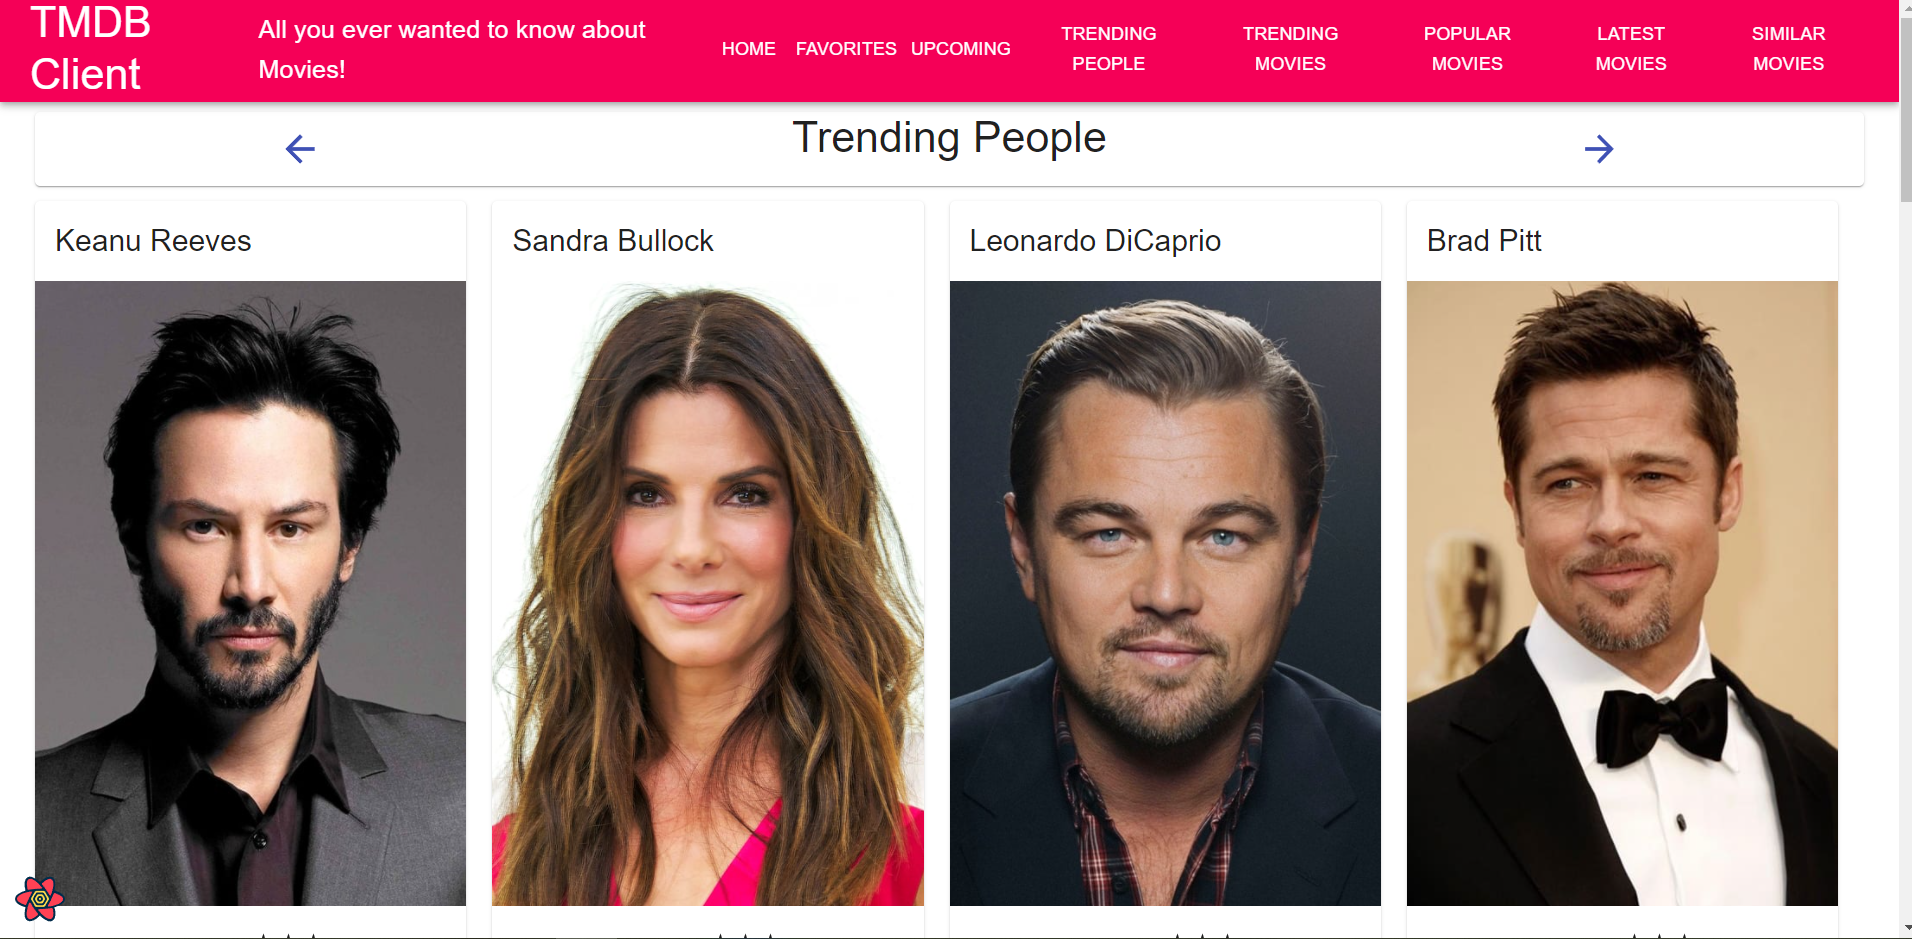 TMDB
Client
All you ever wanted to know about
Movies!
HOME
FAVORITES
UPCOMING
TRENDING
PEOPLE
TRENDING
MOVIES
POPULAR
MOVIES
LATEST
MOVIES
SIMILAR
MOVIES
Trending People
Keanu Reeves
Sandra Bullock
Leonardo DiCaprio
Brad Pitt